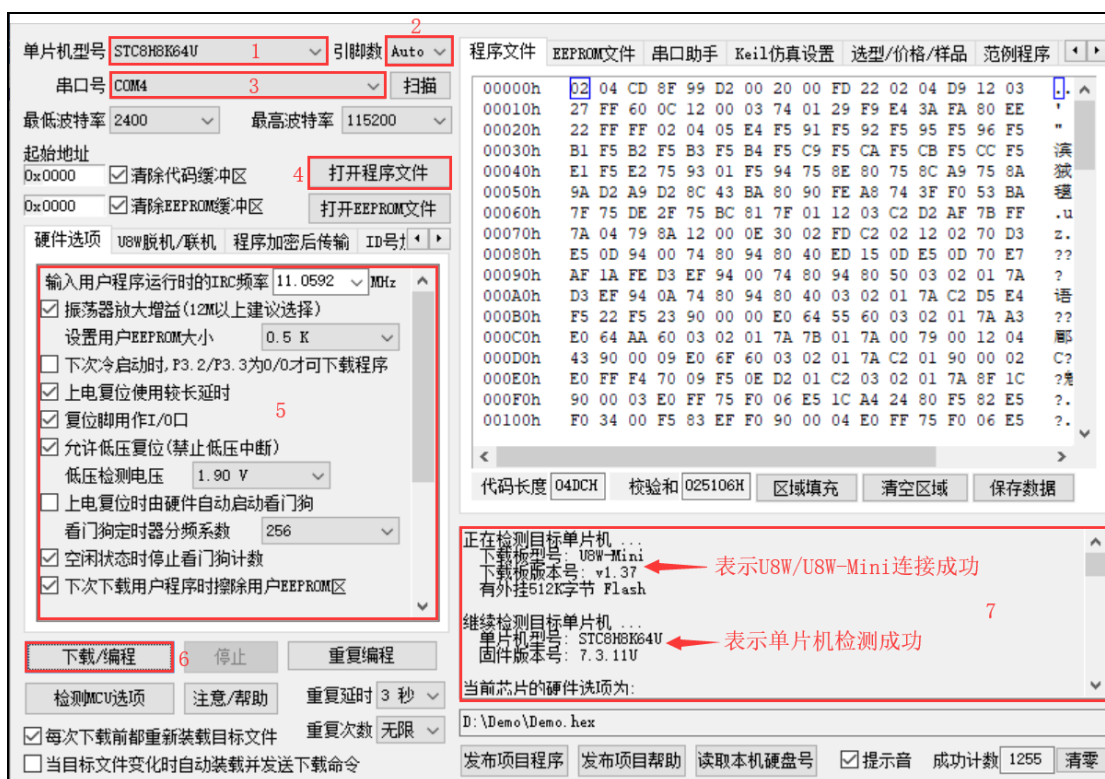 2
单片机型号 STC8H8K64U 1 引脚数 Auto
串口号 COM4 3 扫描
最低波特率 2400 最高波特率 115200
起始地址
0x0000 清除代码缓冲区 4 打开程序文件
0x0000 清除EEPROM缓冲区 打开EEPROM文件
硬件选项 U8W脱机/联机 程序加密后传输 ID号
输入用户程序运行时的IRC频率 11.0592 MHz
振荡器放大增益(12M以上建议选择)
设置用户EEPROM大小 0.5 K
下次冷启动时,P3.2/P3.3为0/0才可下载程序
上电复位使用较长延时
复位脚用作I/O口
5
允许低压复位(禁止低压中断)
低压检测电压 1.90 V
上电复位时由硬件自动启动看门狗
看门狗定时器分频系数 256
空闲状态时停止看门狗计数
下次下载用户程序时擦除用户EEPROM区
下载/编程 6 停止 重复编程
检测MCU选项 注意/帮助 重复延时 3 秒
重复次数 无限
每次下载前都重新装载目标文件
当目标文件变化时自动装载并发送下载命令
程序文件 EEPROM文件 串口助手 Keil仿真设置 选型/价格/样品 范例程序
00000h 02 04 CD 8F 99 D2 00 20 00 FD 22 02 04 D9 12 03 ..
00010h 27 FF 60 0C 12 00 03 74 01 29 F9 E4 3A FA 80 EE '
00020h 22 FF FF 02 04 05 E4 F5 91 F5 92 F5 95 F5 96 F5 "
00030h B1 F5 B2 F5 B3 F5 B4 F5 C9 F5 CA F5 CB F5 CC F5 滨
00040h E1 F5 E2 75 93 01 F5 94 75 8E 80 75 8C A9 75 8A
00050h 9A D2 A9 D2 8C 43 BA 80 90 FE A8 74 3F F0 53 BA
00060h 7F 75 DE 2F 75 BC 81 7F 01 12 03 C2 D2 AF 7B FF .u
00070h 7A 04 79 8A 12 00 0E 30 02 FD C2 02 12 02 70 D3 z.
00080h E5 0D 94 00 74 80 94 80 40 ED 15 0D E5 0D 70 E7 ??
00090h AF 1A FE D3 EF 94 00 74 80 94 80 50 03 02 01 7A ?
000A0h D3 EF 94 0A 74 80 94 80 40 03 02 01 7A C2 D5 E4 语
000B0h F5 22 F5 23 90 00 00 E0 64 55 60 03 02 01 7A A3 ??
000C0h E0 64 AA 60 03 02 01 7A 7B 01 7A 00 79 00 12 04 郿
000D0h 43 90 00 09 E0 6F 60 03 02 01 7A C2 01 90 00 02 C?
000E0h E0 FF F4 70 09 F5 0E D2 01 C2 03 02 01 7A 8F 1C ?
000F0h 90 00 03 E0 FF 75 F0 06 E5 1C A4 24 80 F5 82 E5 ?.
00100h F0 34 00 F5 83 EF F0 90 00 04 E0 FF 75 F0 06 E5 ?.
代码长度 04DCH 校验和 025106H 区域填充 清空区域 保存数据
正在检测目标单片机 ...
下载板型号: U8W-Mini
下载板版本号: v1.37 表示U8W/U8W-Mini连接成功
有外挂512K字节 Flash
7
继续检测目标单片机 ...
单片机型号: STC8H8K64U 表示单片机检测成功
固件版本号: 7.3.11U
当前芯片的硬件选项为:
D:\Demo\Demo.hex
发布项目程序 发布项目帮助 读取本机硬盘号 提示音 成功计数 1255 清零